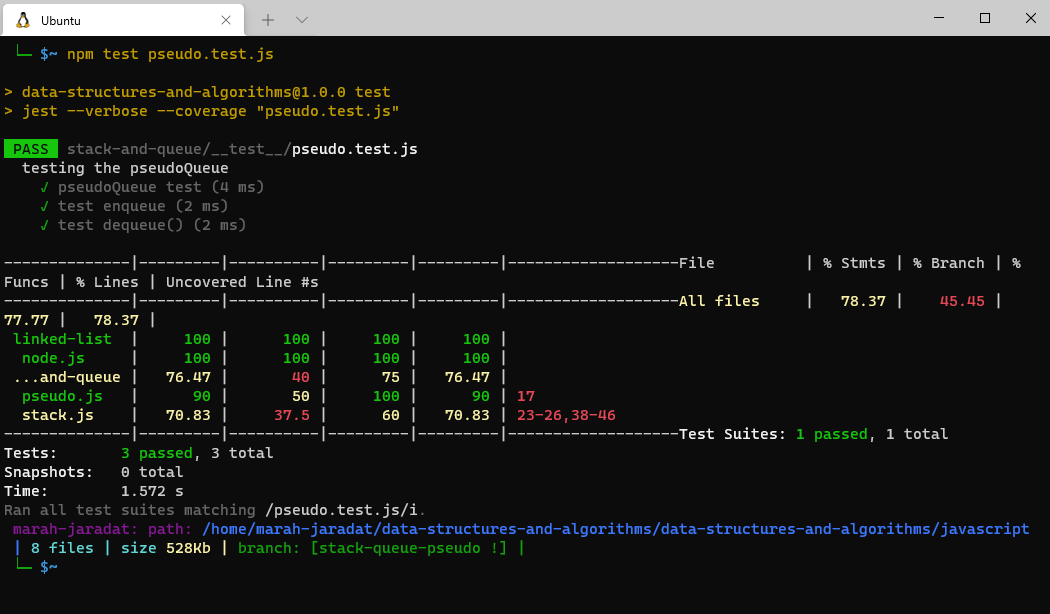 Ubuntu
└─ $~ npm test pseudo.test.js
> data-structures-and-algorithms@1.0.0 test
> jest --verbose --coverage "pseudo.test.js"
PASS stack-and-queue/__test__/pseudo.test.js
testing the pseudoQueue
✓ pseudoQueue test (4 ms)
✓ test enqueue (2 ms)
✓ test dequeue() (2 ms)
--------------|---------|----------|---------|---------|-------------------File          | % Stmts | % Branch | %
Funcs | % Lines | Uncovered Line #s
--------------|---------|----------|---------|---------|-------------------All files     |   78.37 |    45.45 |
77.77 |   78.37 |
linked-list  |     100 |      100 |     100 |     100 |
node.js     |     100 |      100 |     100 |     100 |
...and-queue |   76.47 |       40 |      75 |   76.47 |
pseudo.js   |      90 |       50 |     100 |      90 | 17
stack.js    |   70.83 |     37.5 |      60 |   70.83 | 23-26,38-46
--------------|---------|----------|---------|---------|-------------------Test Suites: 1 passed, 1 total
Tests:       3 passed, 3 total
Snapshots:   0 total
Time:        1.572 s
Ran all test suites matching /pseudo.test.js/i.
marah-jaradat: path: /home/marah-jaradat/data-structures-and-algorithms/data-structures-and-algorithms/javascript
| 8 files | size 528Kb | branch: [stack-queue-pseudo !] |
└─ $~